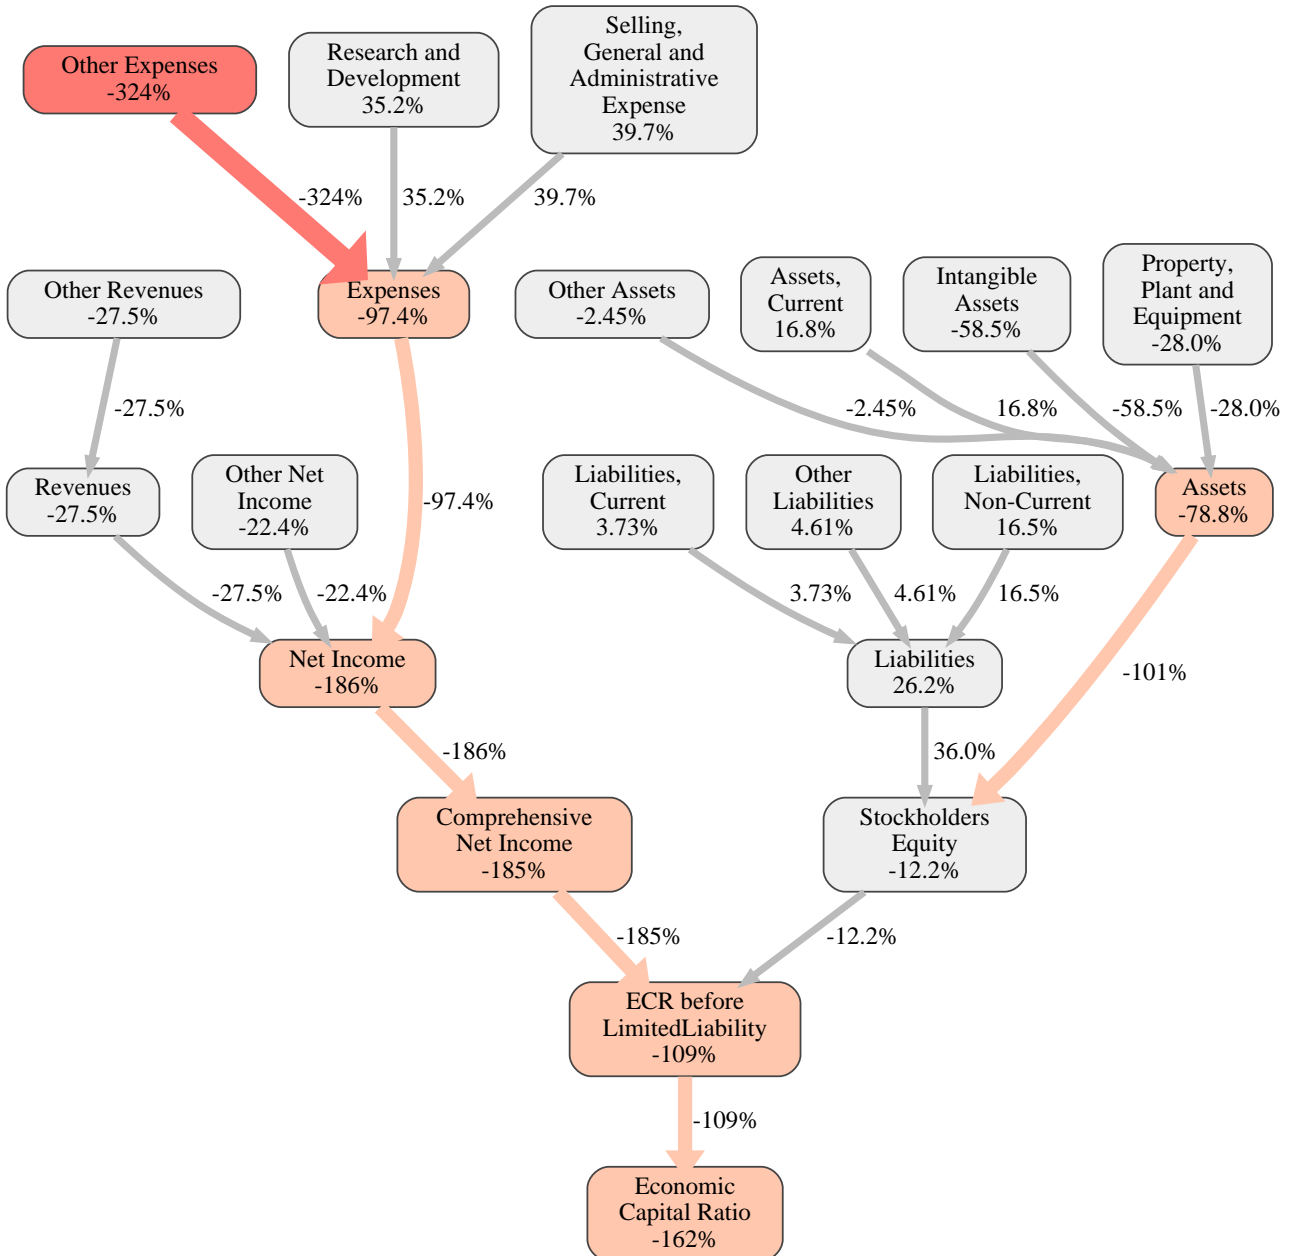 Other Expenses
-324%
Research and
Development
35.2%
Selling,
General and
Administrative
Expense
39.7%
-324%
35.2%
39.7%
Other Revenues
-27.5%
Expenses
-97.4%
Other Assets
-2.45%
Assets,
Current
16.8%
Intangible
Assets
-58.5%
Property,
Plant and
Equipment
-28.0%
-27.5%
-2.45%
16.8%
-58.5%
-28.0%
Revenues
-27.5%
Other Net
Income
-22.4%
-97.4%
Liabilities,
Current
3.73%
Other
Liabilities
4.61%
Liabilities,
Non-Current
16.5%
Assets
-78.8%
-27.5%
-22.4%
3.73%
4.61%
16.5%
Net Income
-186%
Liabilities
26.2%
-101%
-186%
36.0%
Comprehensive
Net Income
-185%
Stockholders
Equity
-12.2%
-185%
-12.2%
ECR before
LimitedLiability
-109%
-109%
Economic
Capital Ratio
-162%